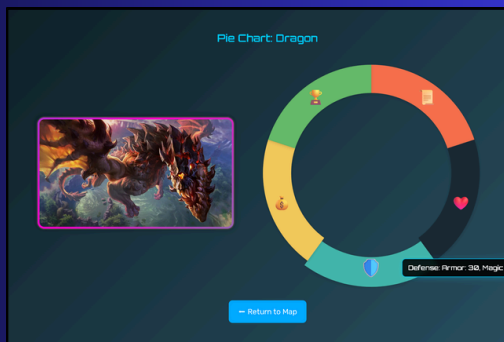 Pie Chart: Dragon
Defense: Armor: 30, Magic
← Return to Map